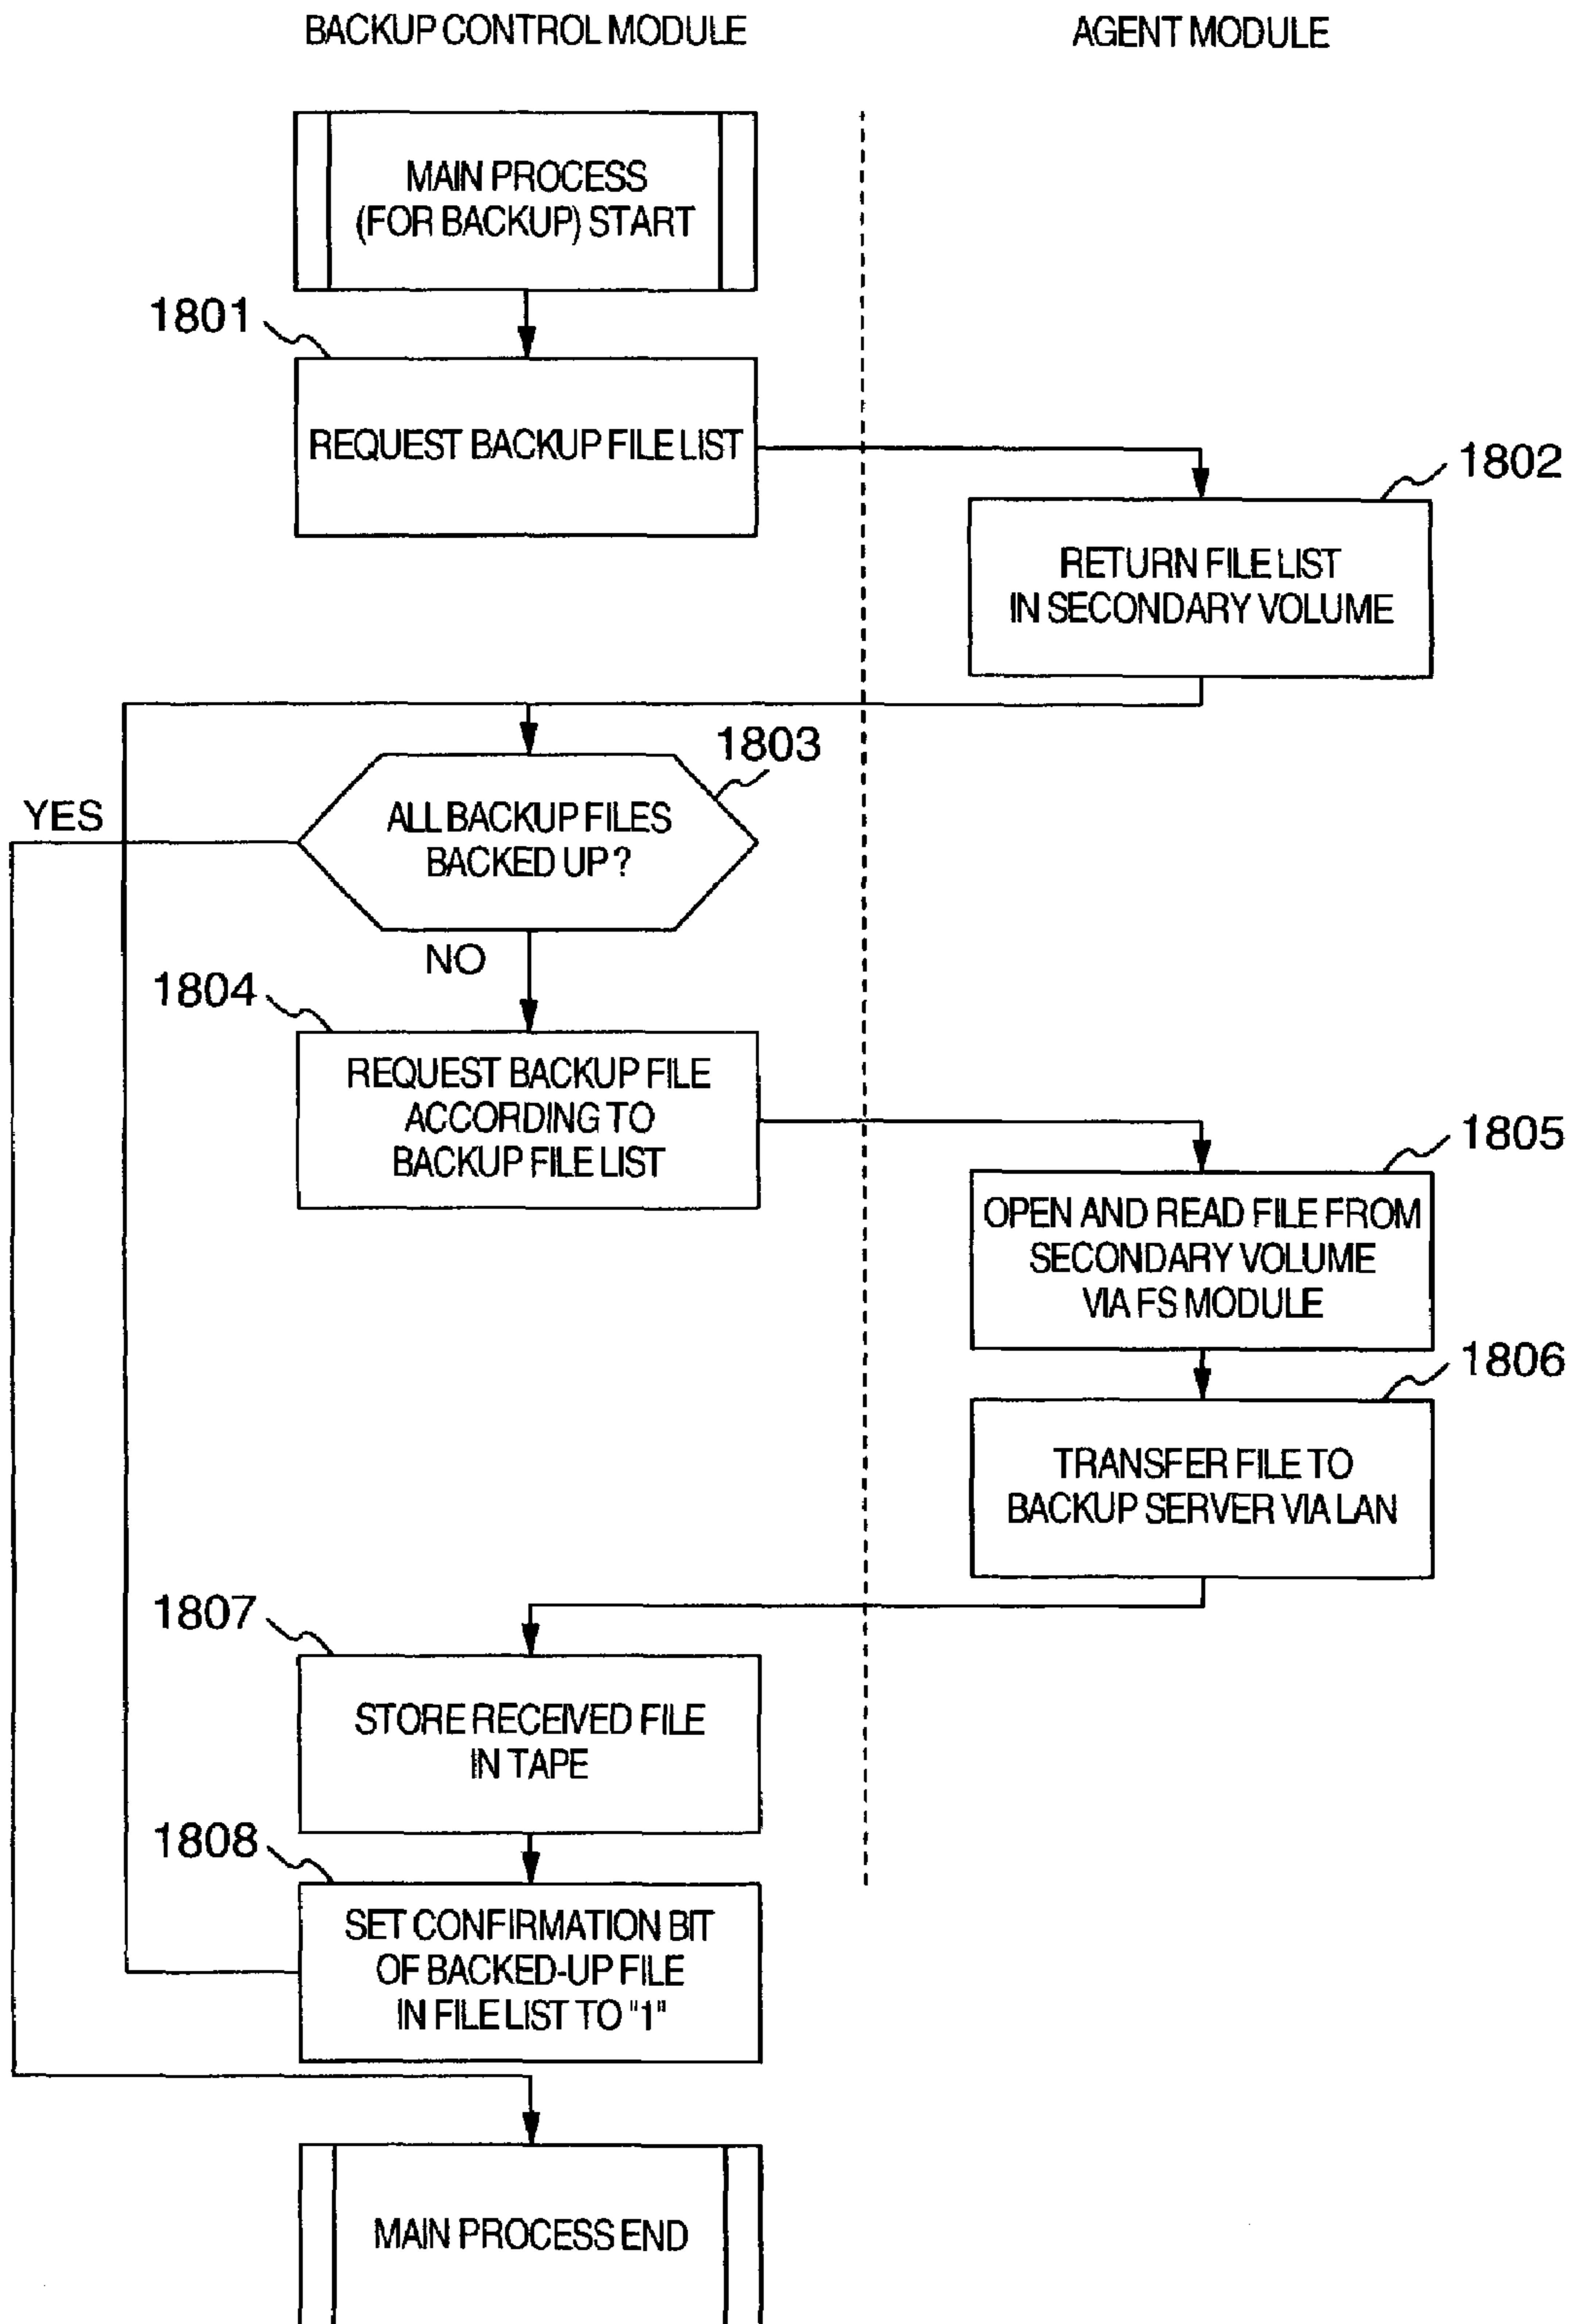 BACKUP CONTROL MODULE
AGENT MODULE
MAIN PROCESS
(FOR BACKUP) START
1801
REQUEST BACKUP FILE LIST
1802
RETURN FILE LIST
IN SECONDARY VOLUME
1803
YES
ALL BACKUP FILES
BACKED UP?
NO
1804
REQUEST BACKUP FILE
ACCORDING TO
BACKUP FILE LIST
1805
OPEN AND READ FILE FROM
SECONDARY VOLUME
VIA FS MODULE
1806
TRANSFER FILE TO
BACKUP SERVER VIA LAN
1807
STORE RECEIVED FILE
IN TAPE
1808
SET CONFIRMATION BIT
OF BACKED-UP FILE
IN FILE LIST TO "1"
MAIN PROCESS END